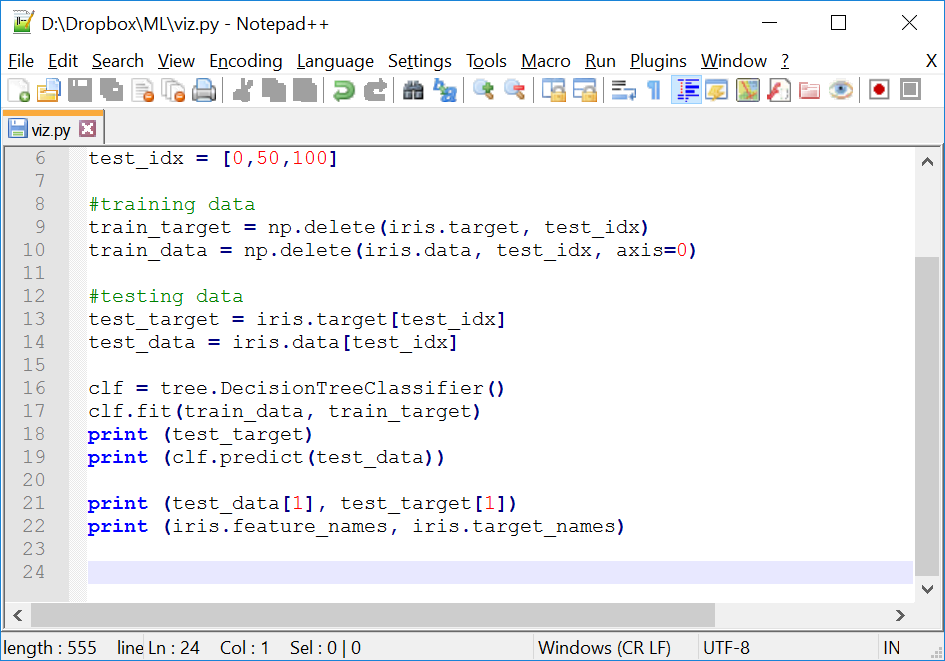 D:\Dropbox\ML\viz.py - Notepad++
File Edit Search View Encoding Language Settings Tools Macro Run Plugins Window ? X
viz.py
6 test_idx = [0,50,100]
7
8 #training data
9 train_target = np.delete(iris.target, test_idx)
10 train_data = np.delete(iris.data, test_idx, axis=0)
11
12 #testing data
13 test_target = iris.target[test_idx]
14 test_data = iris.data[test_idx]
15
16 clf = tree.DecisionTreeClassifier()
17 clf.fit(train_data, train_target)
18 print (test_target)
19 print (clf.predict(test_data))
20
21 print (test_data[1], test_target[1])
22 print (iris.feature_names, iris.target_names)
23
24
length : 555 line Ln : 24 Col : 1 Sel : 0 | 0 Windows (CR LF) UTF-8 IN